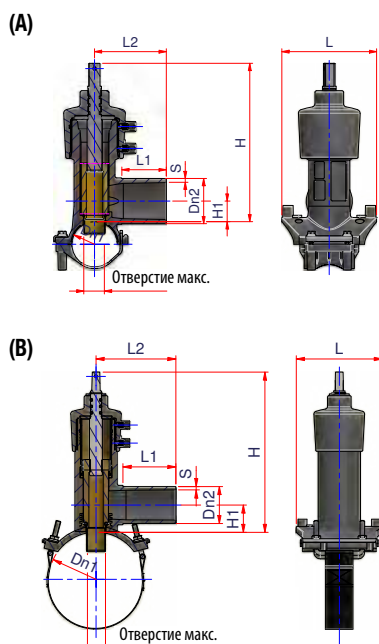 (A)
L2
L
H
L1
S
Dn2
H1
Отверстие макс.
(B)
L2
L
H
L1
S
Dn2
H1
Dn1
Отверстие макс.